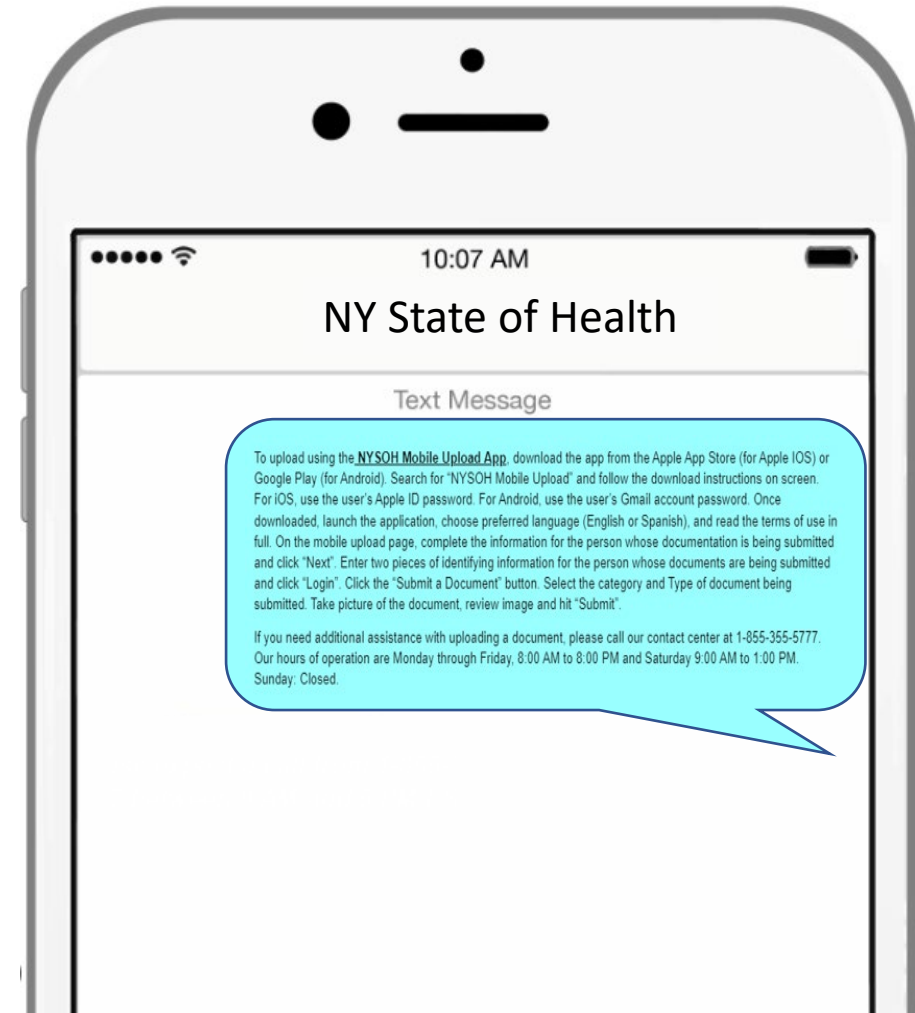 10:07 AM
NY State of Health
Text Message
To upload using the NYSOH Mobile Upload App, download the app from the Apple App Store (for Apple IOS) or
Google Play (for Android). Search for “NYSOH Mobile Upload” and follow the download instructions on screen.
For iOS, use the user’s Apple ID password. For Android, use the user’s Gmail account password. Once
downloaded, launch the application, choose preferred language (English or Spanish), and read the terms of use in
full. On the mobile upload page, complete the information for the person whose documentation is being submitted
and click “Next”. Enter two pieces of identifying information for the person whose documents are being submitted
and click “Login”. Click the “Submit a Document” button. Select the category and Type of document being
submitted. Take picture of the document, review image and hit “Submit”.
If you need additional assistance with uploading a document, please call our contact center at 1-855-355-5777.
Our hours of operation are Monday through Friday, 8:00 AM to 8:00 PM and Saturday 9:00 AM to 1:00 PM.
Sunday: Closed.